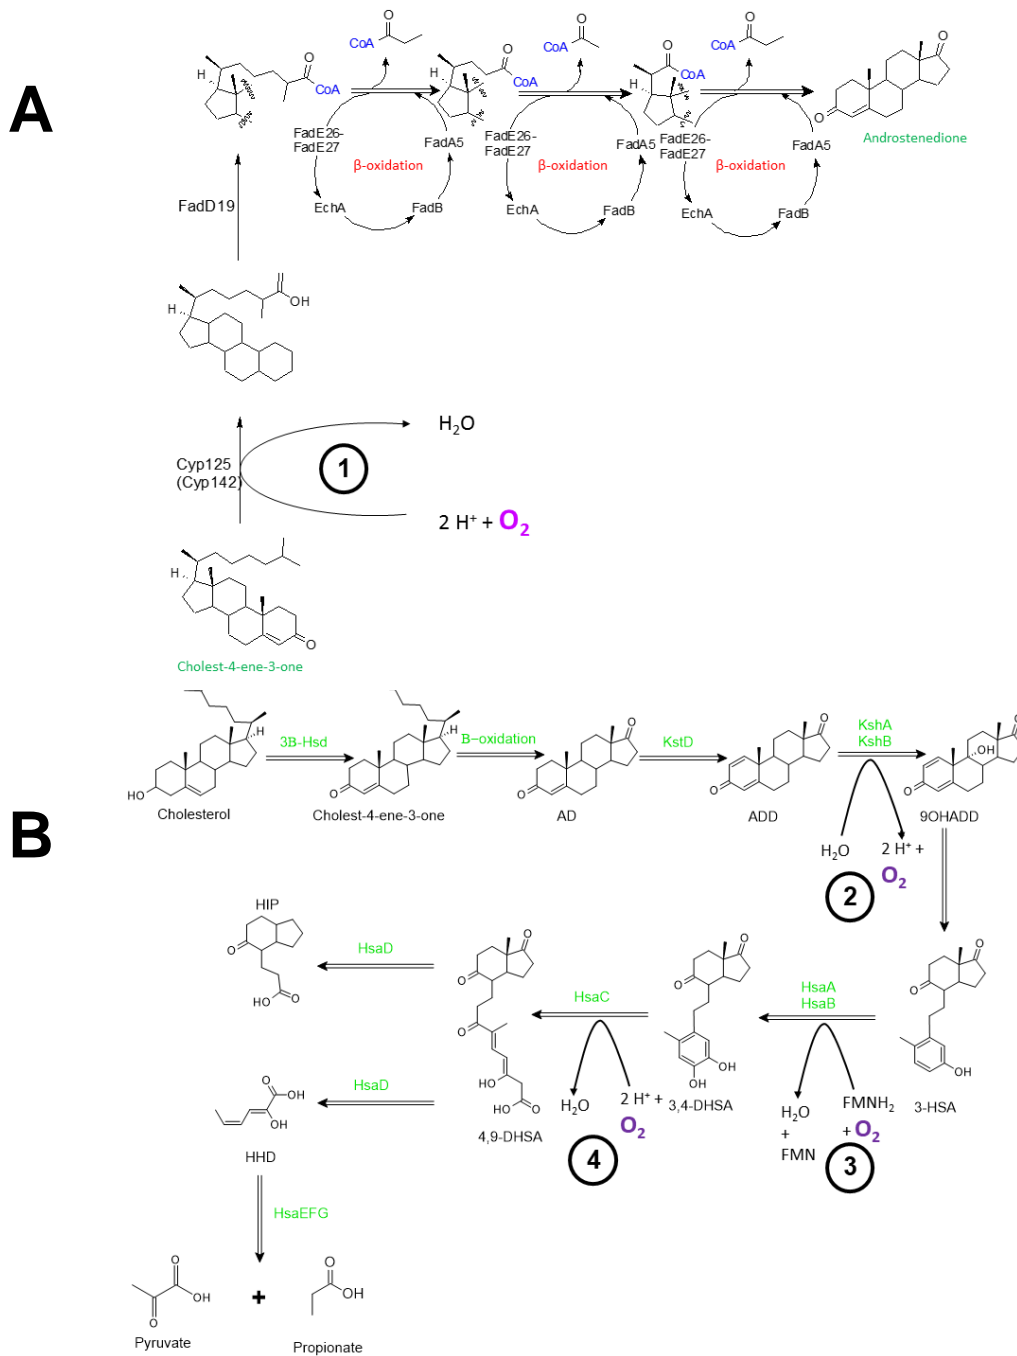 A
O
CoA
O
CoA
O
CoA
O
H
CoA
O
H
CoA
O
CoA
H
O
O
Androstenedione
FadE26-
FadE27
FadA5
β-oxidation
EchA
FadB
FadE26-
FadE27
FadA5
β-oxidation
EchA
FadB
FadE26-
FadE27
FadA5
β-oxidation
EchA
FadB
FadD19
H
OH
Cyp125
(Cyp142)
1
H2O
2 H+ + O2
H
O
Cholest-4-ene-3-one
B
HO
H
Cholesterol
3B-Hsd
O
H
Cholest-4-ene-3-one
B-oxidation
O
O
AD
KstD
O
O
ADD
KshA
KshB
H2O
2 H+ +
O2
2
O
OH
O
9OHADD
O
O
OH
3-HSA
HsaA
HsaB
H2O
+
FMN
FMNH2
+ O2
3
O
O
OH
OH
3,4-DHSA
HsaC
H2O
2 H+ +
O2
4
O
O
O
HO
HO
O
4,9-DHSA
HsaD
HIP
O
HO
O
HsaD
O
OH
OH
HHD
HsaEFG
O
OH
O
Pyruvate
+
O
OH
Propionate